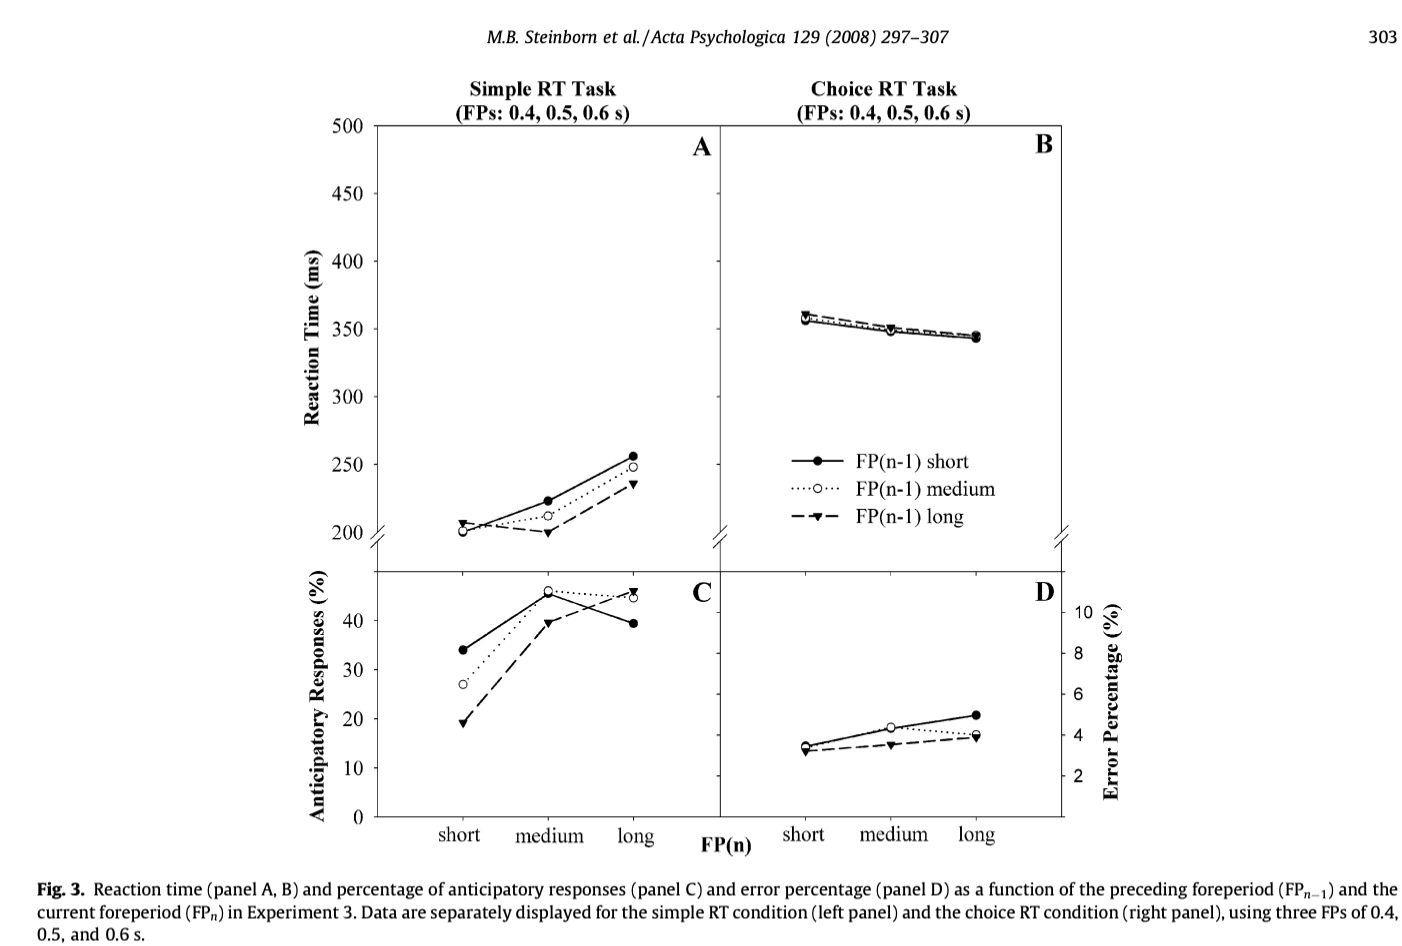 M.B. Steinborn et al. / Acta Psychologica 129 (2008) 297–307
303
Simple RT Task
(FPs: 0.4, 0.5, 0.6 s)
Choice RT Task
(FPs: 0.4, 0.5, 0.6 s)
A
B
500
450
400
350
300
250
200
Reaction Time (ms)
FP(n-1) short
FP(n-1) medium
FP(n-1) long
C
D
40
30
20
10
0
Anticipatory Responses (%)
10
8
6
4
2
Error Percentage (%)
short medium long
FP(n)
short medium long
Fig. 3. Reaction time (panel A, B) and percentage of anticipatory responses (panel C) and error percentage (panel D) as a function of the preceding foreperiod (FPn−1) and the
current foreperiod (FPn) in Experiment 3. Data are separately displayed for the simple RT condition (left panel) and the choice RT condition (right panel), using three FPs of 0.4,
0.5, and 0.6 s.